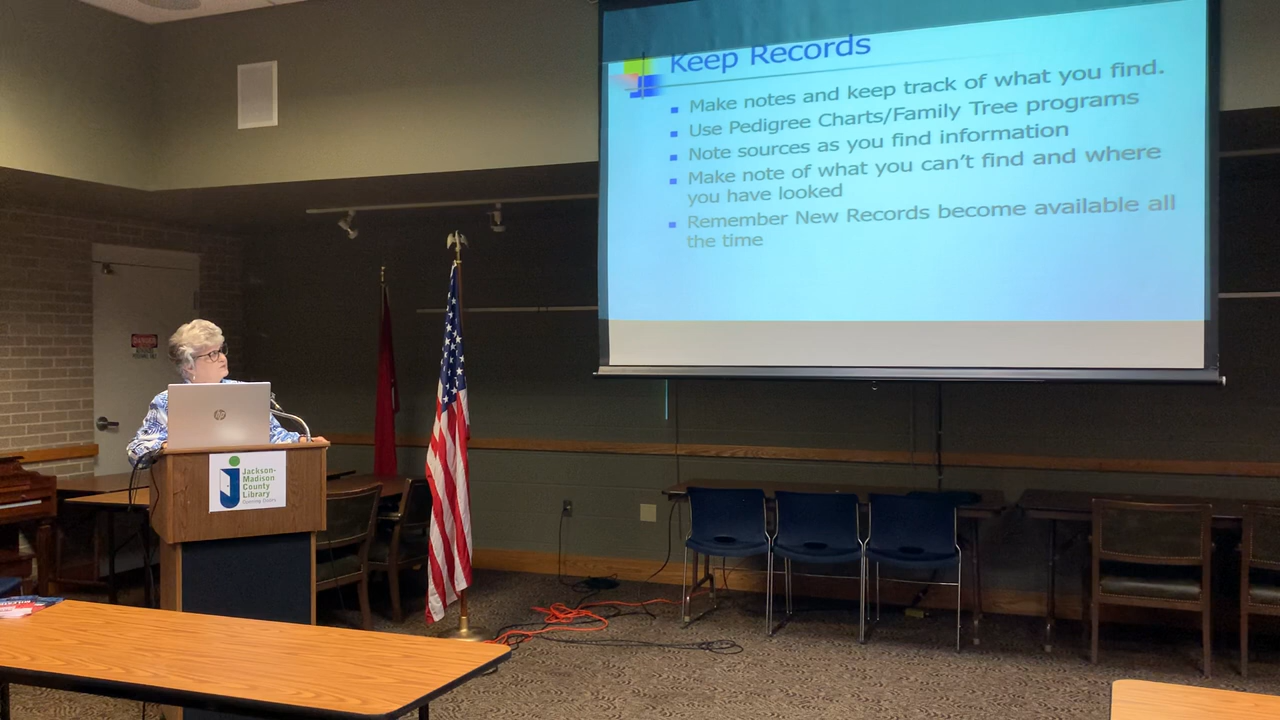 Keep Records
Make notes and keep track of what you find.
Use Pedigree Charts/Family Tree programs
Note sources as you find information
Make note of what you can't find and where
you have looked
Remember New Records become available all
the time
DANGER
hp
Jackson-
Madison
County
Library